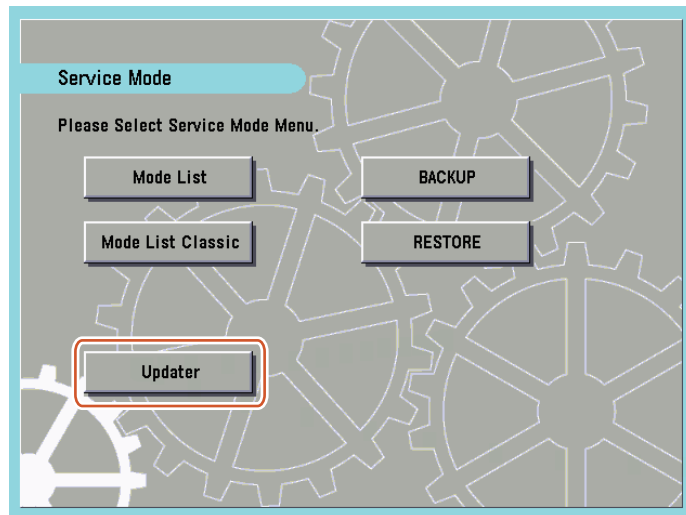 Service Mode
Please Select Service Mode Menu.
Mode List
BACKUP
Mode List Classic
RESTORE
Updater